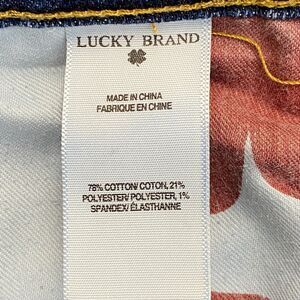 LUCKY BRAND
MADE IN CHINA
FABRIQUE EN CHINE
78% COTTON/ COTON, 21%
POLYESTER/ POLYESTER, 1%
SPANDEX/ ÉLASTHANNE